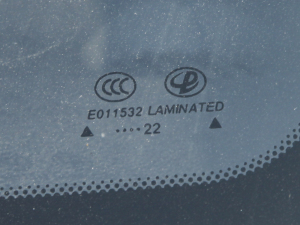 CCC
E011532 LAMiNATED
▲ •••• 22 ▲